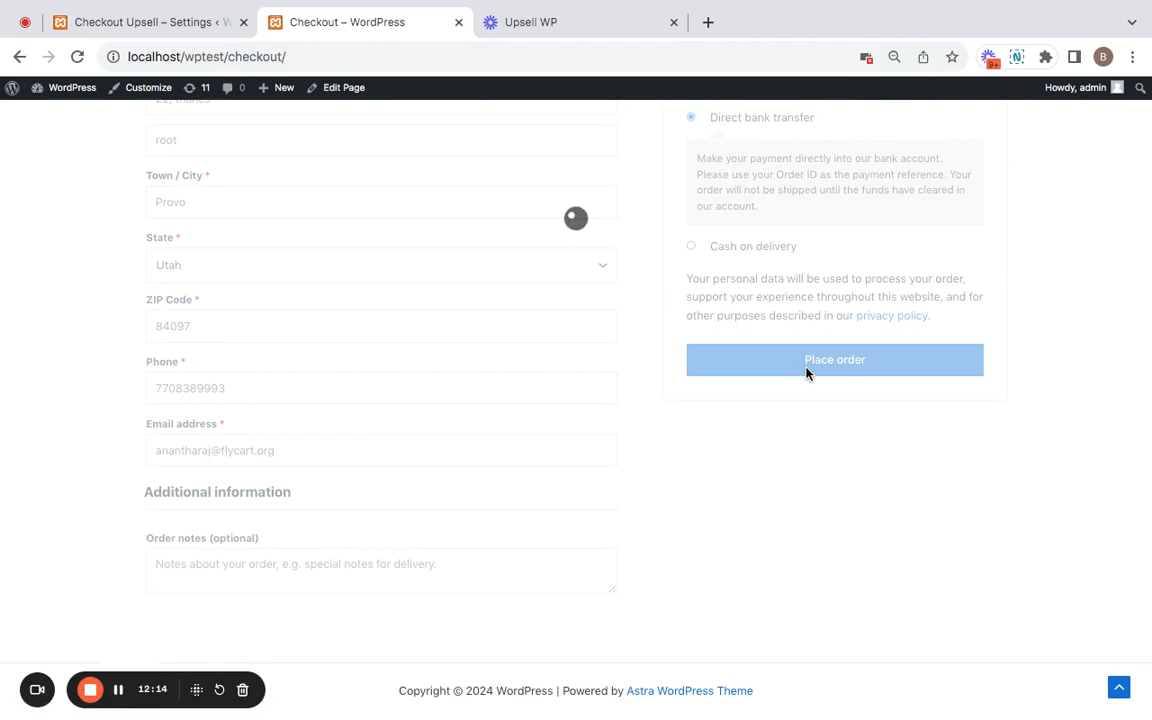 Checkout Upsell – Settings ‹ W
Checkout – WordPress
Upsell WP
localhost/wptest/checkout/
9+
N
B
WordPress
Customize
11
0
New
Edit Page
Howdy, admin
root
Town / City *
Provo
State *
Utah
ZIP Code *
84097
Phone *
7708389993
Email address *
anantharaj@flycart.org
Additional information
Order notes (optional)
Notes about your order, e.g. special notes for delivery.
Direct bank transfer
Make your payment directly into our bank account.
Please use your Order ID as the payment reference. Your
order will not be shipped until the funds have cleared in
our account.
Cash on delivery
Your personal data will be used to process your order,
support your experience throughout this website, and for
other purposes described in our privacy policy.
Place order
12:14
Copyright © 2024 WordPress | Powered by Astra WordPress Theme